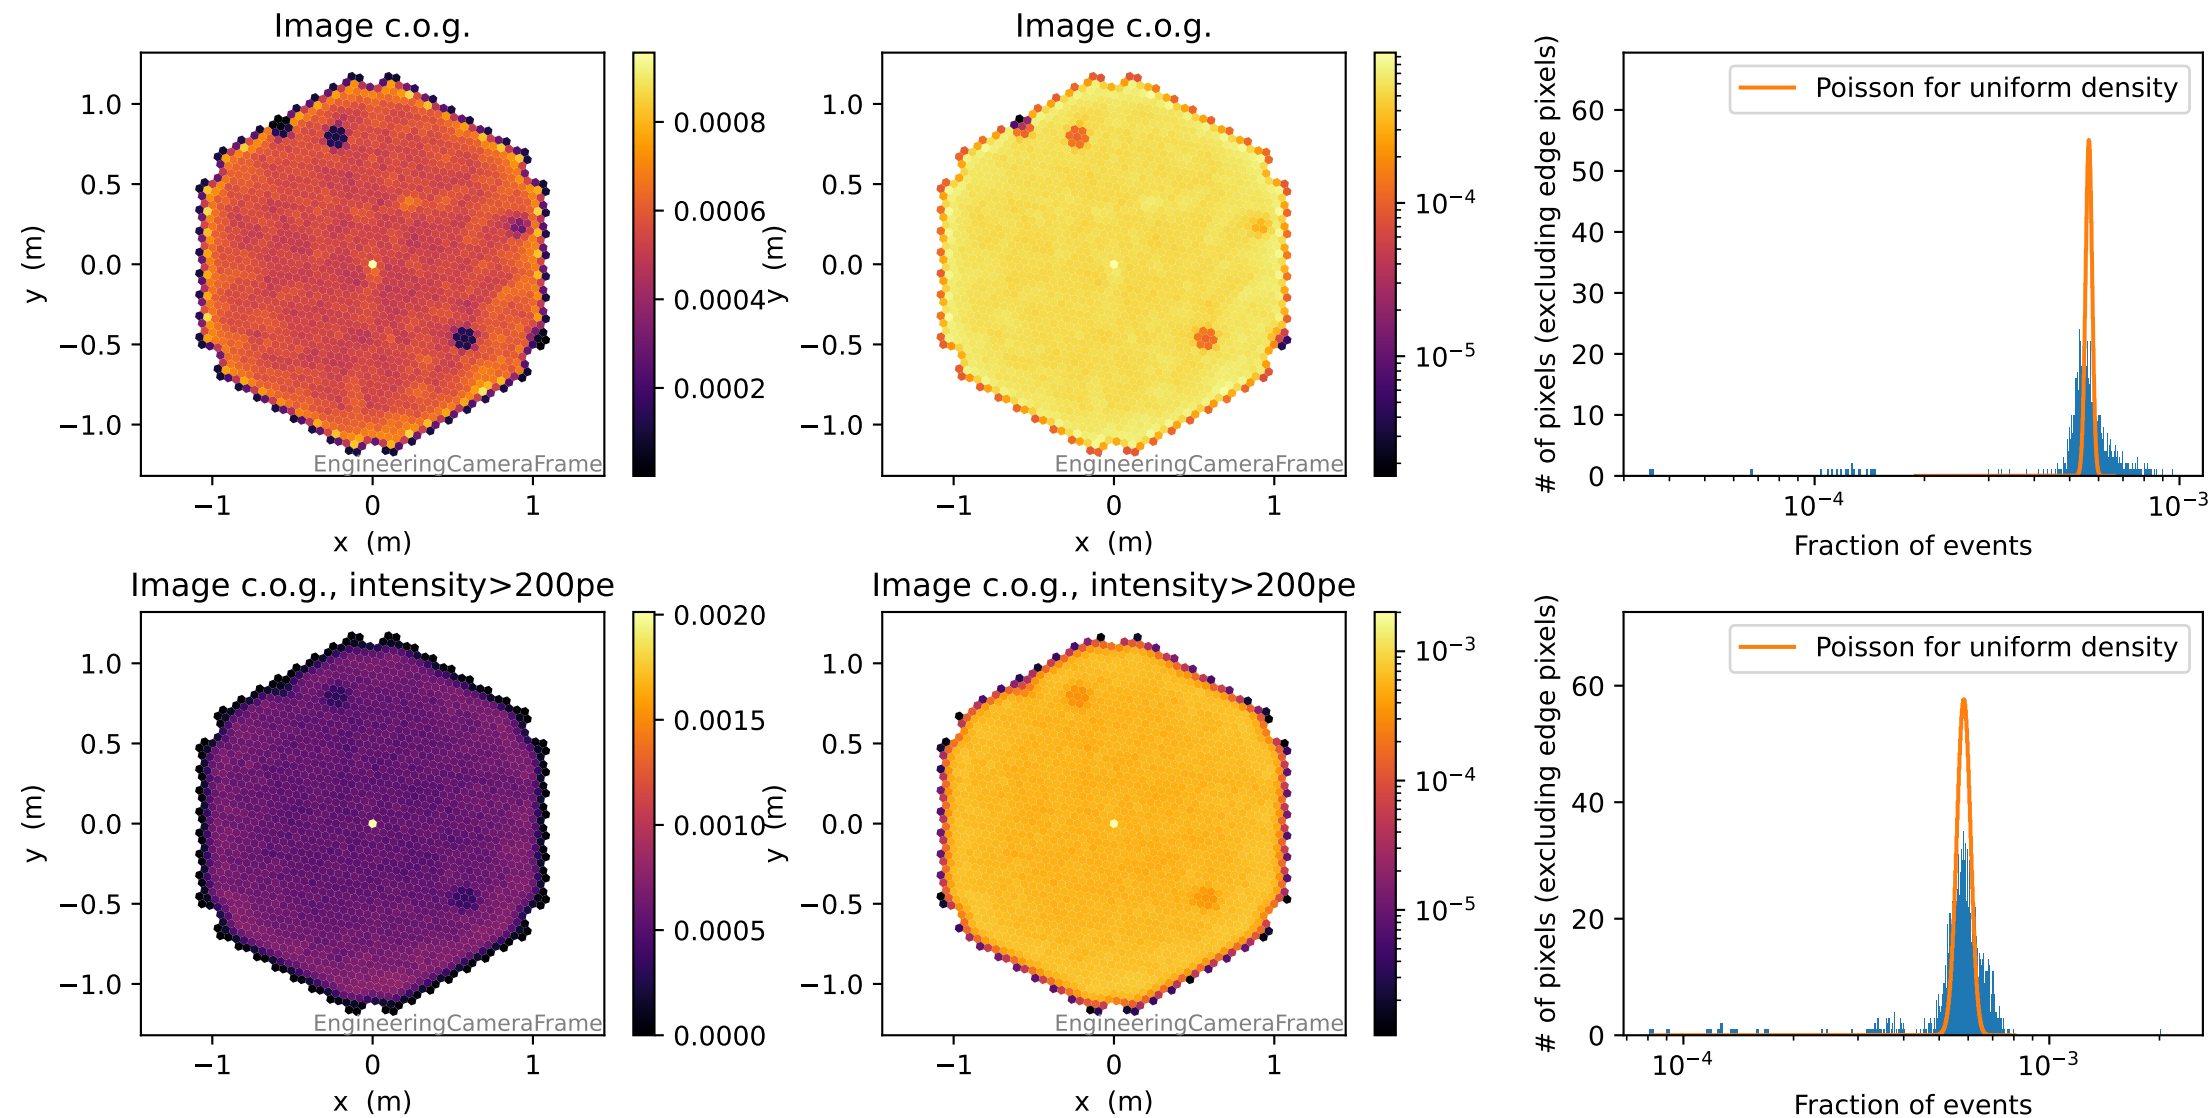 Image c.o.g.
1.0
0.5
0.0
−0.5
−1.0
y (m)
−1
0
1
x (m)
EngineeringCameraFrame
0.0008
0.0006
0.0004
0.0002
Image c.o.g.
1.0
0.5
0.0
−0.5
−1.0
y (m)
−1
0
1
x (m)
EngineeringCameraFrame
10⁻⁴
10⁻⁵
# of pixels (excluding edge pixels)
60
50
40
30
20
10
0
Poisson for uniform density
10⁻⁴
10⁻³
Fraction of events
Image c.o.g., intensity>200pe
1.0
0.5
0.0
−0.5
−1.0
y (m)
−1
0
1
x (m)
EngineeringCameraFrame
0.0020
0.0015
0.0010
0.0005
0.0000
Image c.o.g., intensity>200pe
1.0
0.5
0.0
−0.5
−1.0
y (m)
−1
0
1
x (m)
EngineeringCameraFrame
10⁻³
10⁻⁴
10⁻⁵
# of pixels (excluding edge pixels)
60
40
20
0
Poisson for uniform density
10⁻⁴
10⁻³
Fraction of events